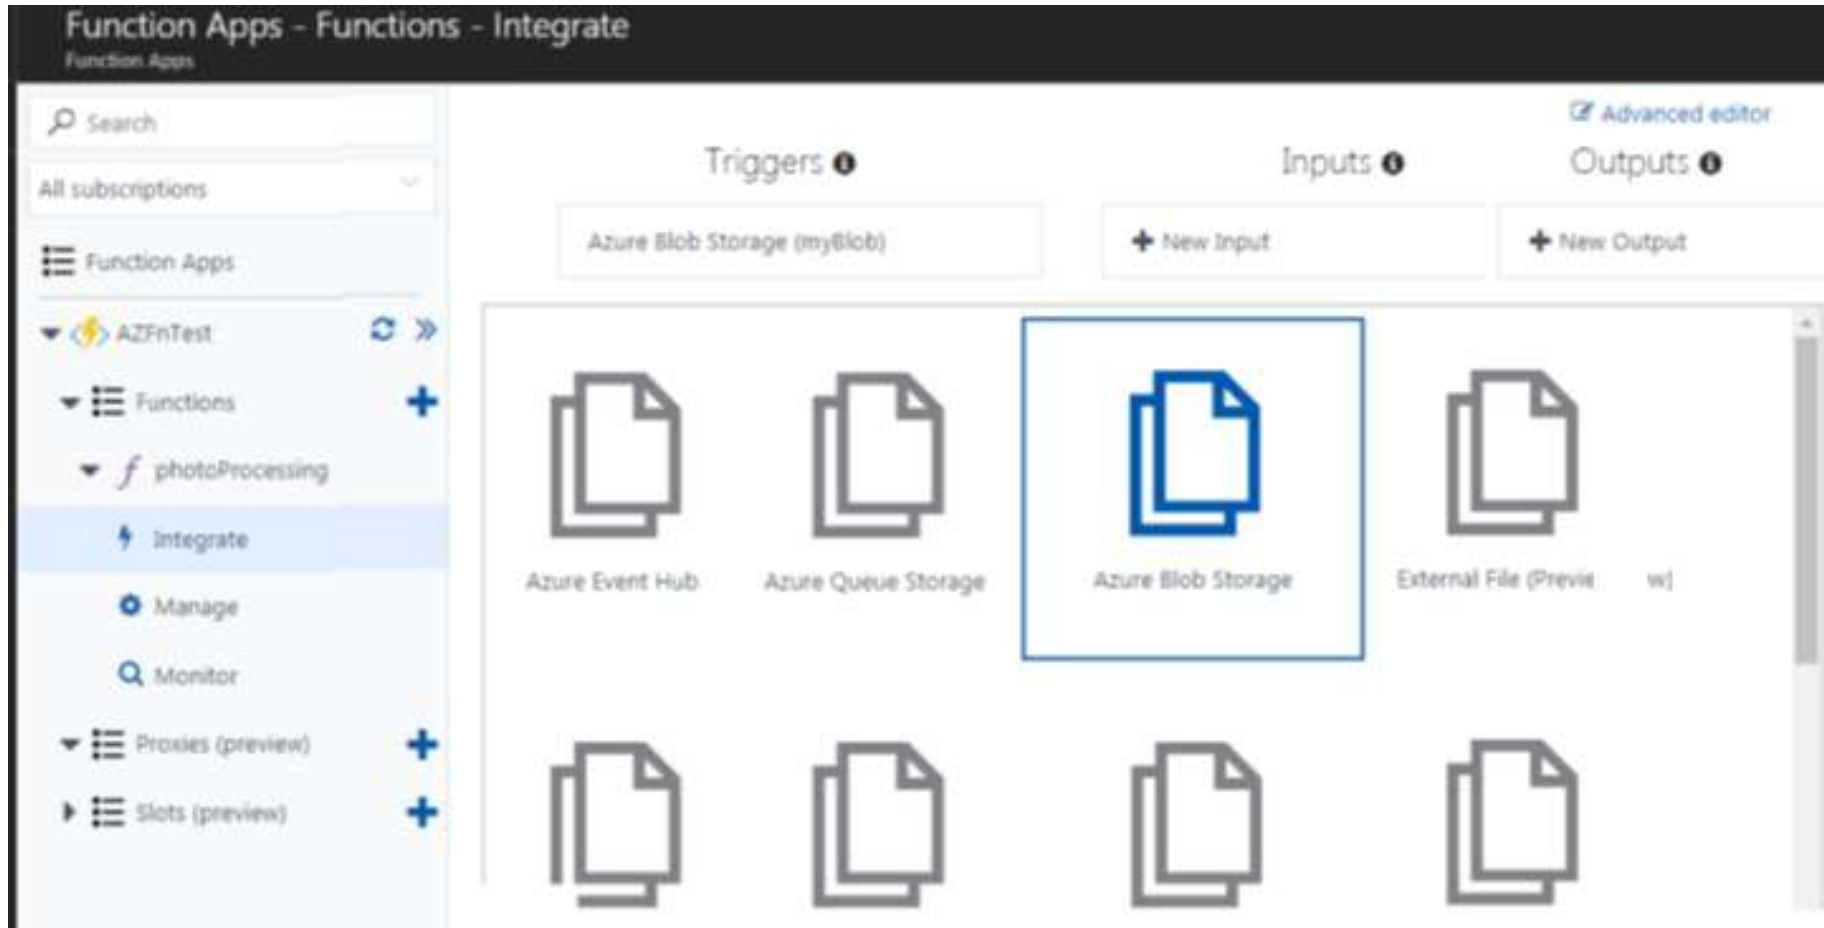 Function Apps - Functions - Integrate
Function Apps
Search
All subscriptions
Function Apps
AZFnTest
Functions
photoProcessing
Integrate
Manage
Monitor
Proxies (preview)
Slots (preview)
Advanced editor
Triggers
Inputs
Outputs
Azure Blob Storage (myBlob)
New Input
New Output
Azure Event Hub
Azure Queue Storage
Azure Blob Storage
External File (Previe w)